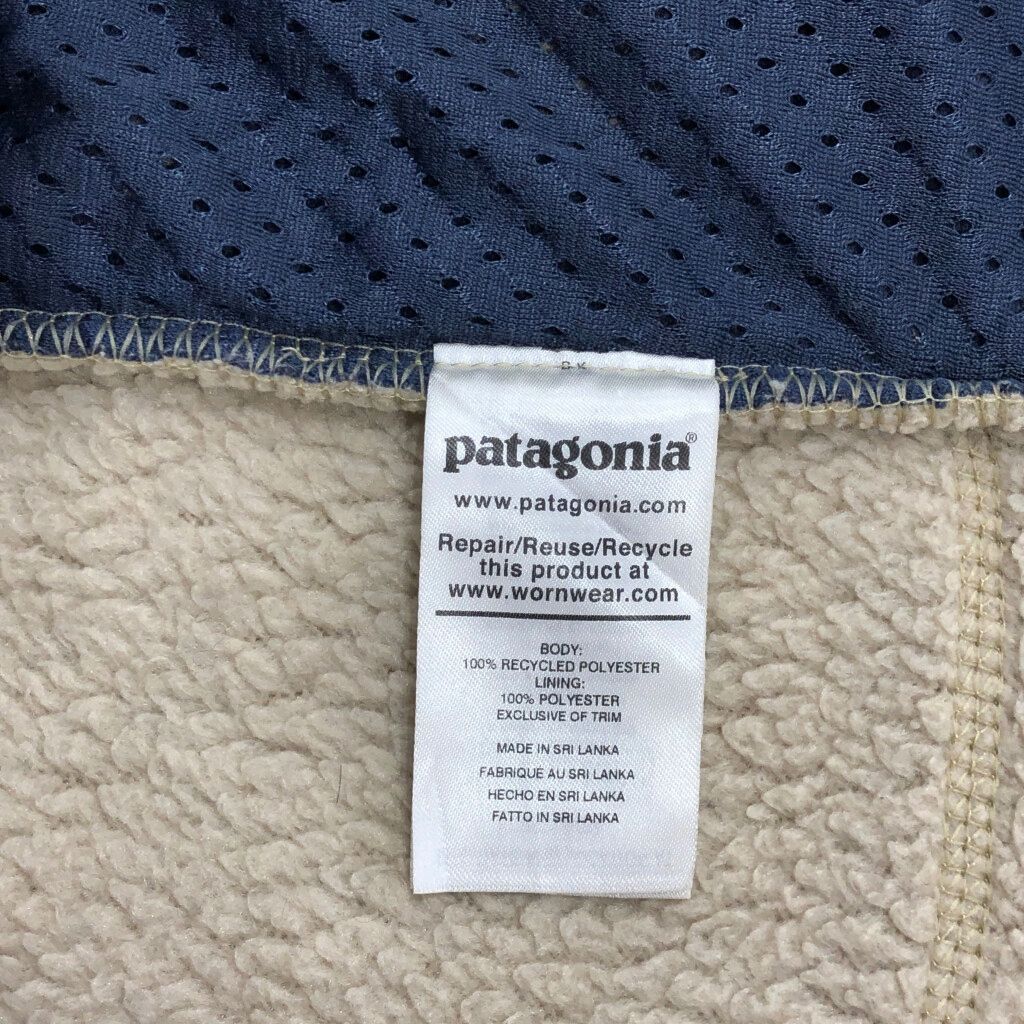 patagonia®
www.patagonia.com
Repair/Reuse/Recycle
this product at
www.wornwear.com
BODY:
100% RECYCLED POLYESTER
LINING:
100% POLYESTER
EXCLUSIVE OF TRIM
MADE IN SRI LANKA
FABRIQUE AU SRI LANKA
HECHO EN SRI LANKA
FATTO IN SRI LANKA